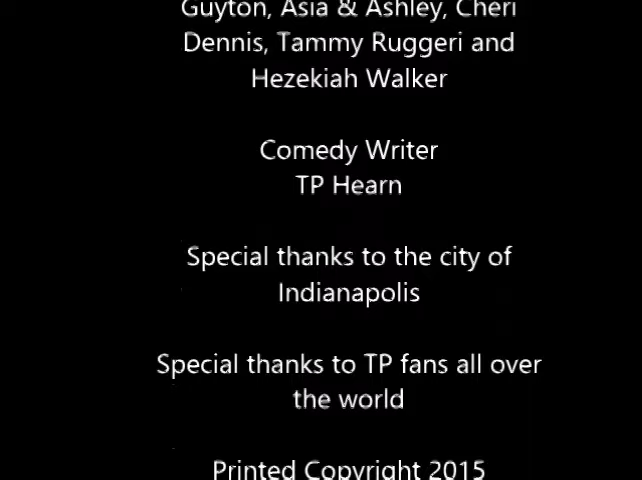 Guyton, Asia & Ashley, Cheri
Dennis, Tammy Ruggeri and
Hezekiah Walker
Comedy Writer
TP Hearn
Special thanks to the city of
Indianapolis
Special thanks to TP fans all over
the world
Printed Copyright 2015